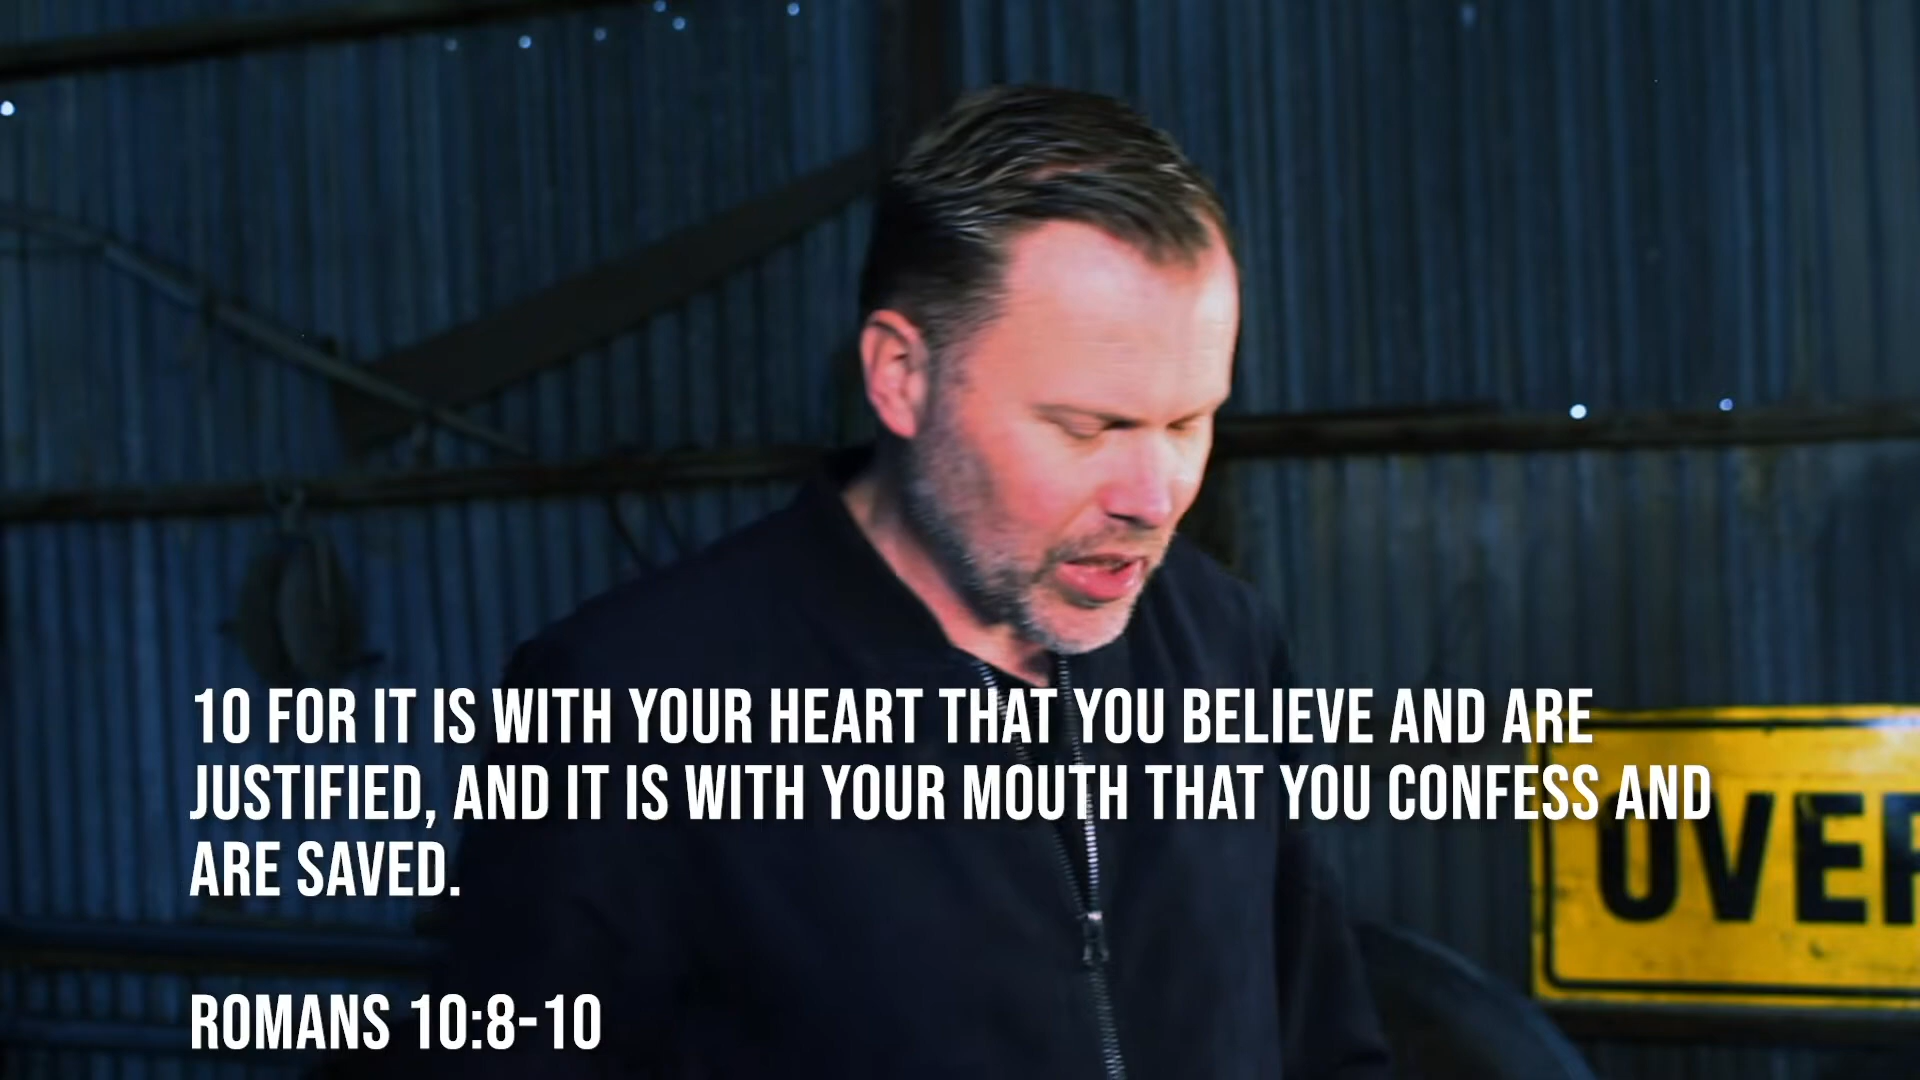 10 FOR IT IS WITH YOUR HEART THAT YOU BELIEVE AND ARE
JUSTIFIED, AND IT IS WITH YOUR MOUTH THAT YOU CONFESS AND
ARE SAVED.
ROMANS 10:8-10
OVER